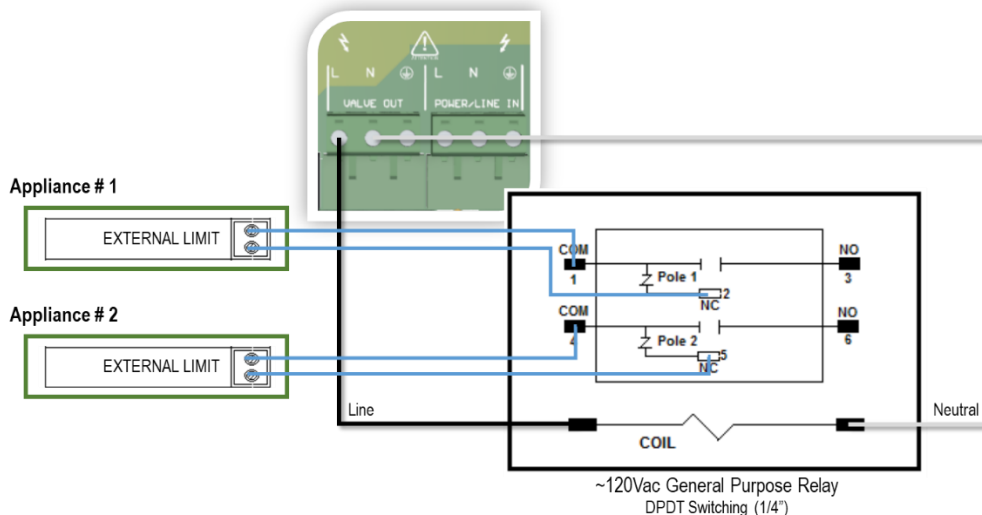 L N L N
VALVE OUT POWER/LINE IN
Appliance # 1
EXTERNAL LIMIT
COM NO
1 Pole 1 3
2
NC
Appliance # 2
EXTERNAL LIMIT
COM NO
4 Pole 2 6
5
NC
Line Neutral
COIL
~120Vac General Purpose Relay
DPDT Switching (1/4”)